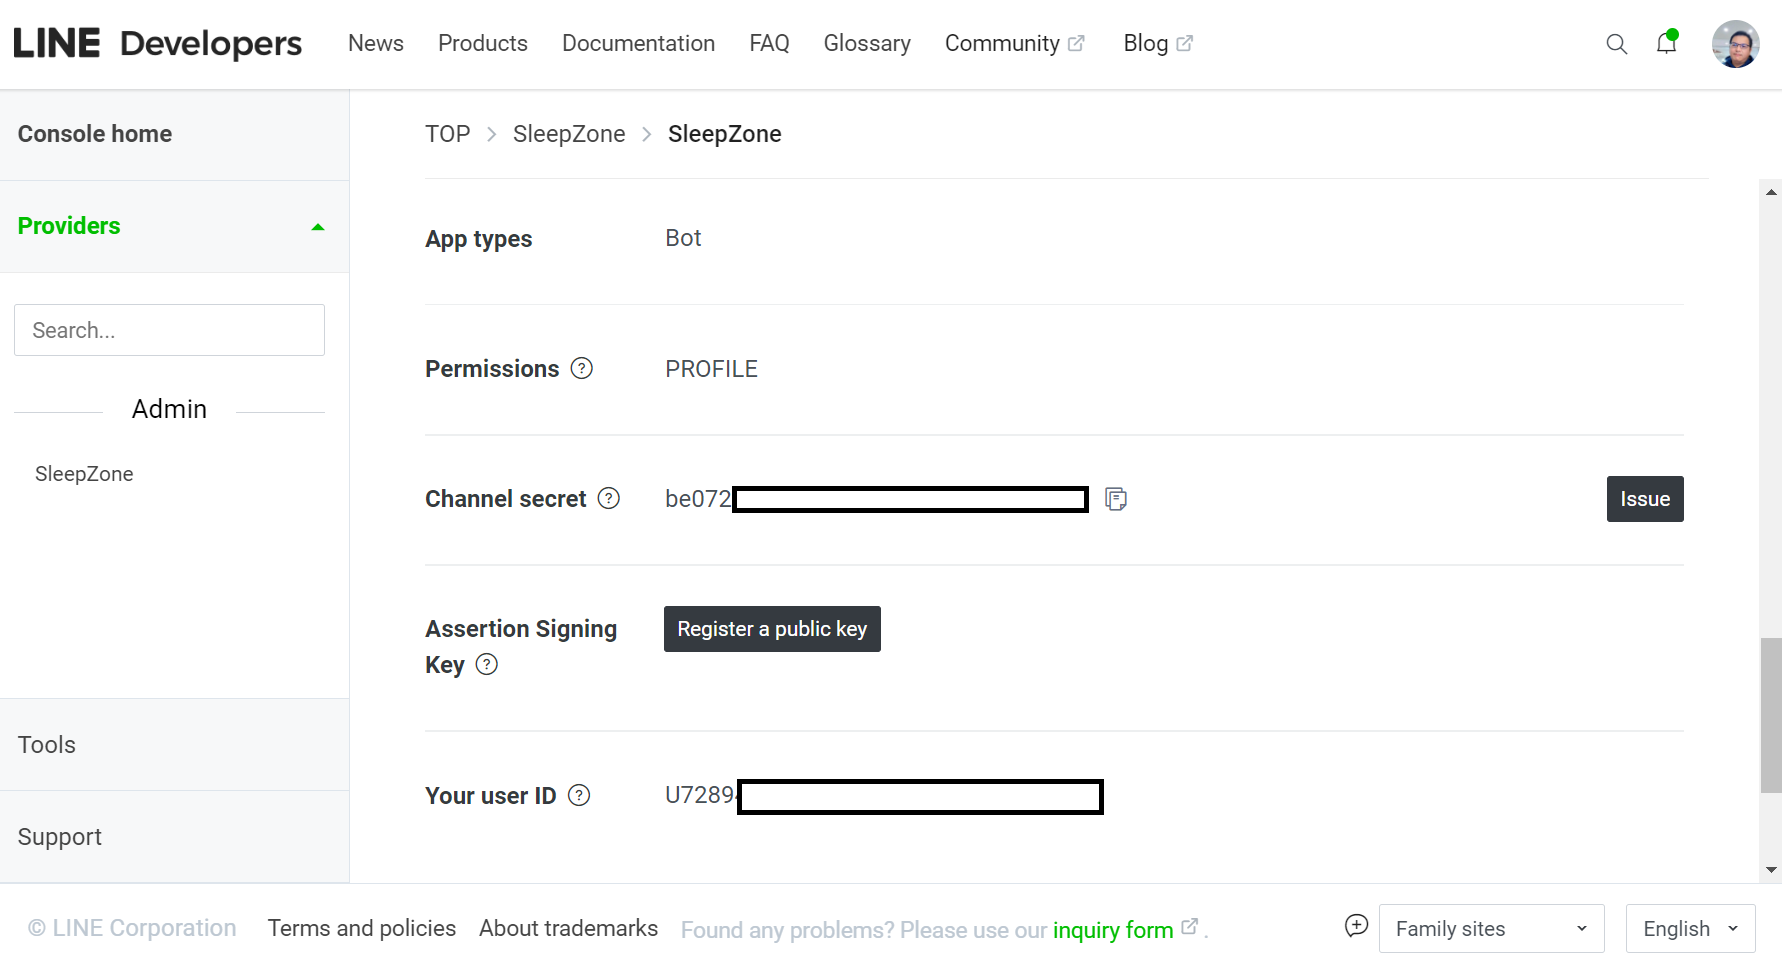 LINE Developers News Products Documentation FAQ Glossary Community Blog
Console home
Providers
Search...
Admin
SleepZone
Tools
Support
TOP > SleepZone > SleepZone
App types Bot
Permissions ? PROFILE
Channel secret ? be072 Issue
Assertion Signing Key ? Register a public key
Your user ID ? U7289
© LINE Corporation Terms and policies About trademarks Found any problems? Please use our inquiry form . Family sites English